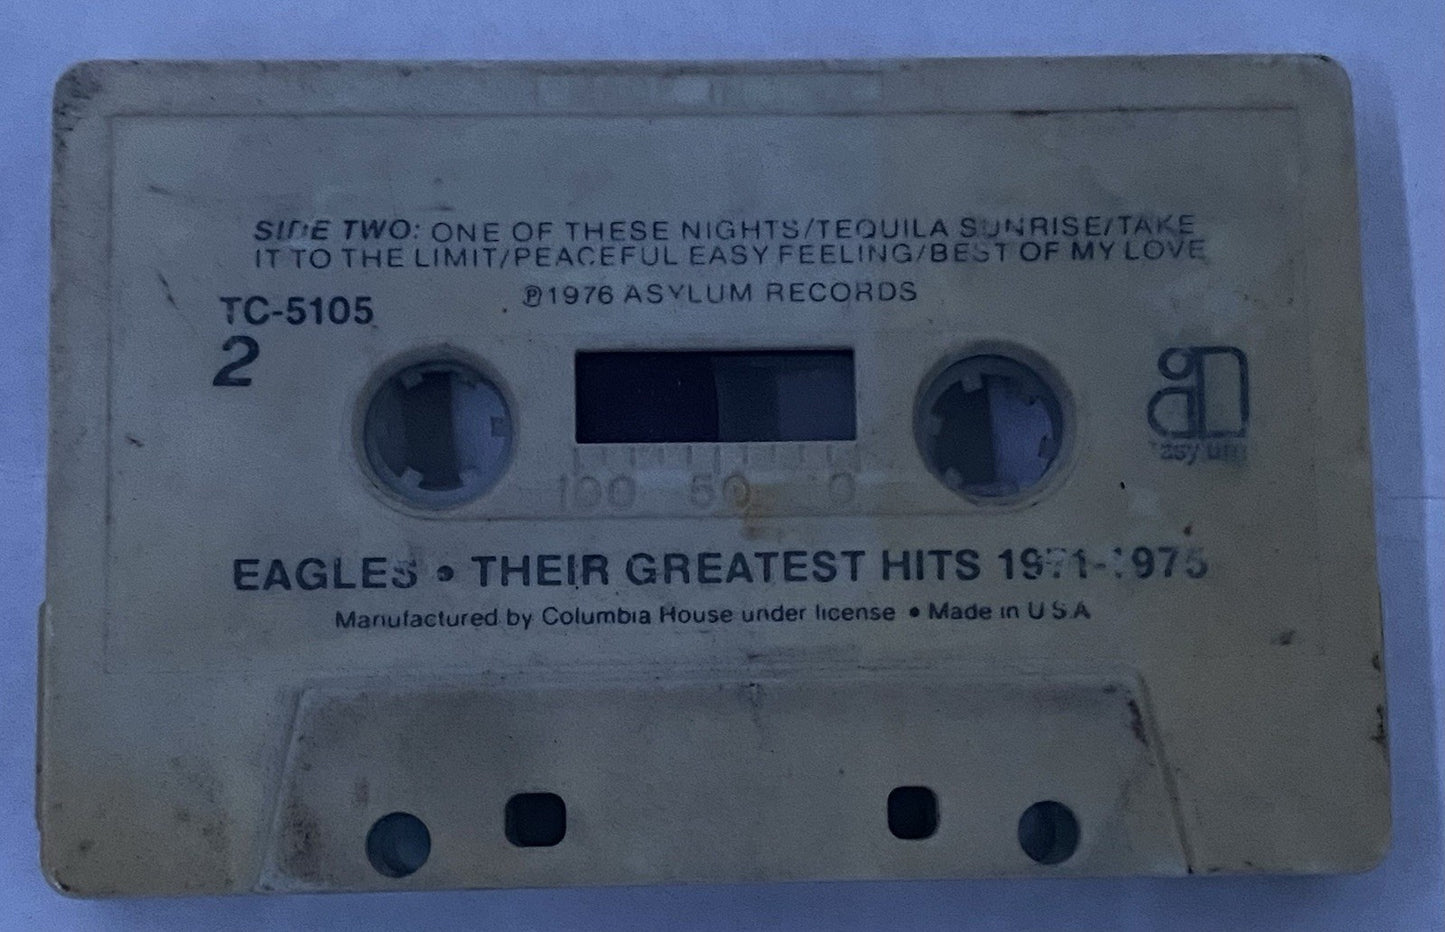 SIDE TWO: ONE OF THESE NIGHTS/TEQUILA SUNRISE/TAKE
IT TO THE LIMIT/PEACEFUL EASY FEELING/BEST OF MY LOVE
℗1976 ASYLUM RECORDS
TC-5105
2
asylum
100 50 0
EAGLES • THEIR GREATEST HITS 1971-1975
Manufactured by Columbia House under license • Made in U S A